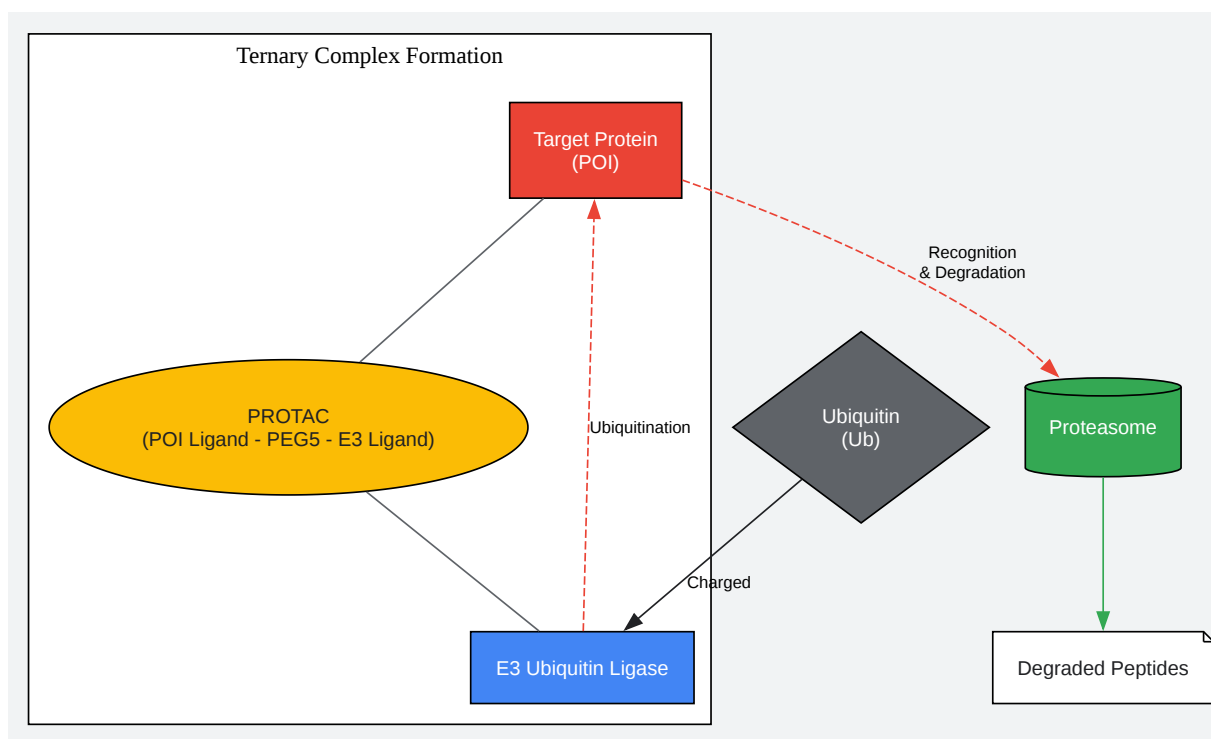 Ternary Complex Formation
Target Protein
(POI)
Recognition
& Degradation
PROTAC
(POI Ligand - PEG5 - E3 Ligand)
Ubiquitination
Ubiquitin
(Ub)
Proteasome
Charged
E3 Ubiquitin Ligase
Degraded Peptides